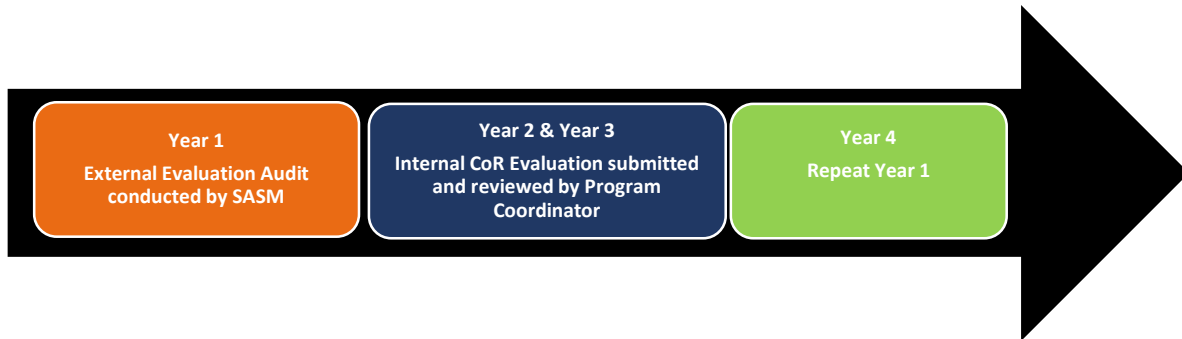 Year 1
External Evaluation Audit
conducted by SASM
Year 2 & Year 3
Internal CoR Evaluation submitted
and reviewed by Program
Coordinator
Year 4
Repeat Year 1